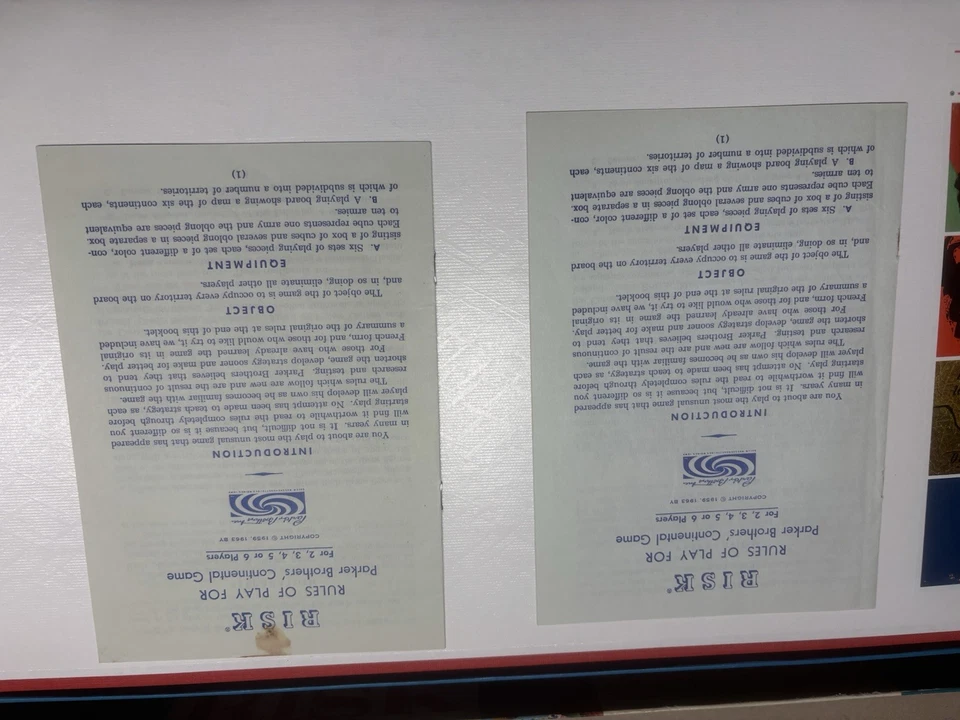 RISK®
RULES OF PLAY FOR
Parker Brothers' Continental Game
For 2, 3, 4, 5 or 6 Players
COPYRIGHT © 1959, 1963 BY
Parker Brothers Inc.
INTRODUCTION
You are about to play the most unusual game that has appeared
in many years. It is not difficult, but because it is so different you
will find it worthwhile to read the rules completely through before
starting play. No attempt has been made to teach strategy, as each
player will develop his own as he becomes familiar with the game.
The rules which follow are new and are the result of continuous
research and testing. Parker Brothers believes that they tend to
shorten the game, develop strategy sooner and make for better play.
For those who have already learned the game in its original
French form, and for those who would like to try it, we have included
a summary of the original rules at the end of this booklet.
OBJECT
The object of the game is to occupy every territory on the board
and, in so doing, eliminate all other players.
EQUIPMENT
A. Six sets of playing pieces, each set of a different color, con-
sisting of a box of cubes and several oblong pieces in a separate box.
Each cube represents one army and the oblong pieces are equivalent
to ten armies.
B. A playing board showing a map of the six continents, each
of which is subdivided into a number of territories.
(1)
RISK®
RULES OF PLAY FOR
Parker Brothers' Continental Game
For 2, 3, 4, 5 or 6 Players
COPYRIGHT © 1959, 1963 BY
Parker Brothers Inc.
INTRODUCTION
You are about to play the most unusual game that has appeared
in many years. It is not difficult, but because it is so different you
will find it worthwhile to read the rules completely through before
starting play. No attempt has been made to teach strategy, as each
player will develop his own as he becomes familiar with the game.
The rules which follow are new and are the result of continuous
research and testing. Parker Brothers believes that they tend to
shorten the game, develop strategy sooner and make for better play.
For those who have already learned the game in its original
French form, and for those who would like to try it, we have included
a summary of the original rules at the end of this booklet.
OBJECT
The object of the game is to occupy every territory on the board
and, in so doing, eliminate all other players.
EQUIPMENT
A. Six sets of playing pieces, each set of a different color, con-
sisting of a box of cubes and several oblong pieces in a separate box.
Each cube represents one army and the oblong pieces are equivalent
to ten armies.
B. A playing board showing a map of the six continents, each
of which is subdivided into a number of territories.
(1)